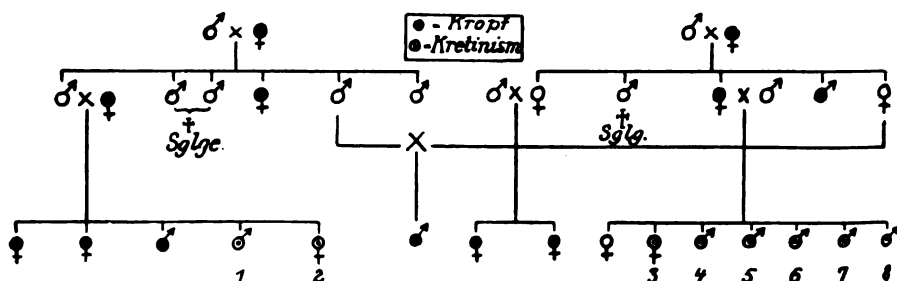 - Kropf
- Kretinism
†
Sglge.
†
Sglg.
1 2 3 4 5 6 7 8